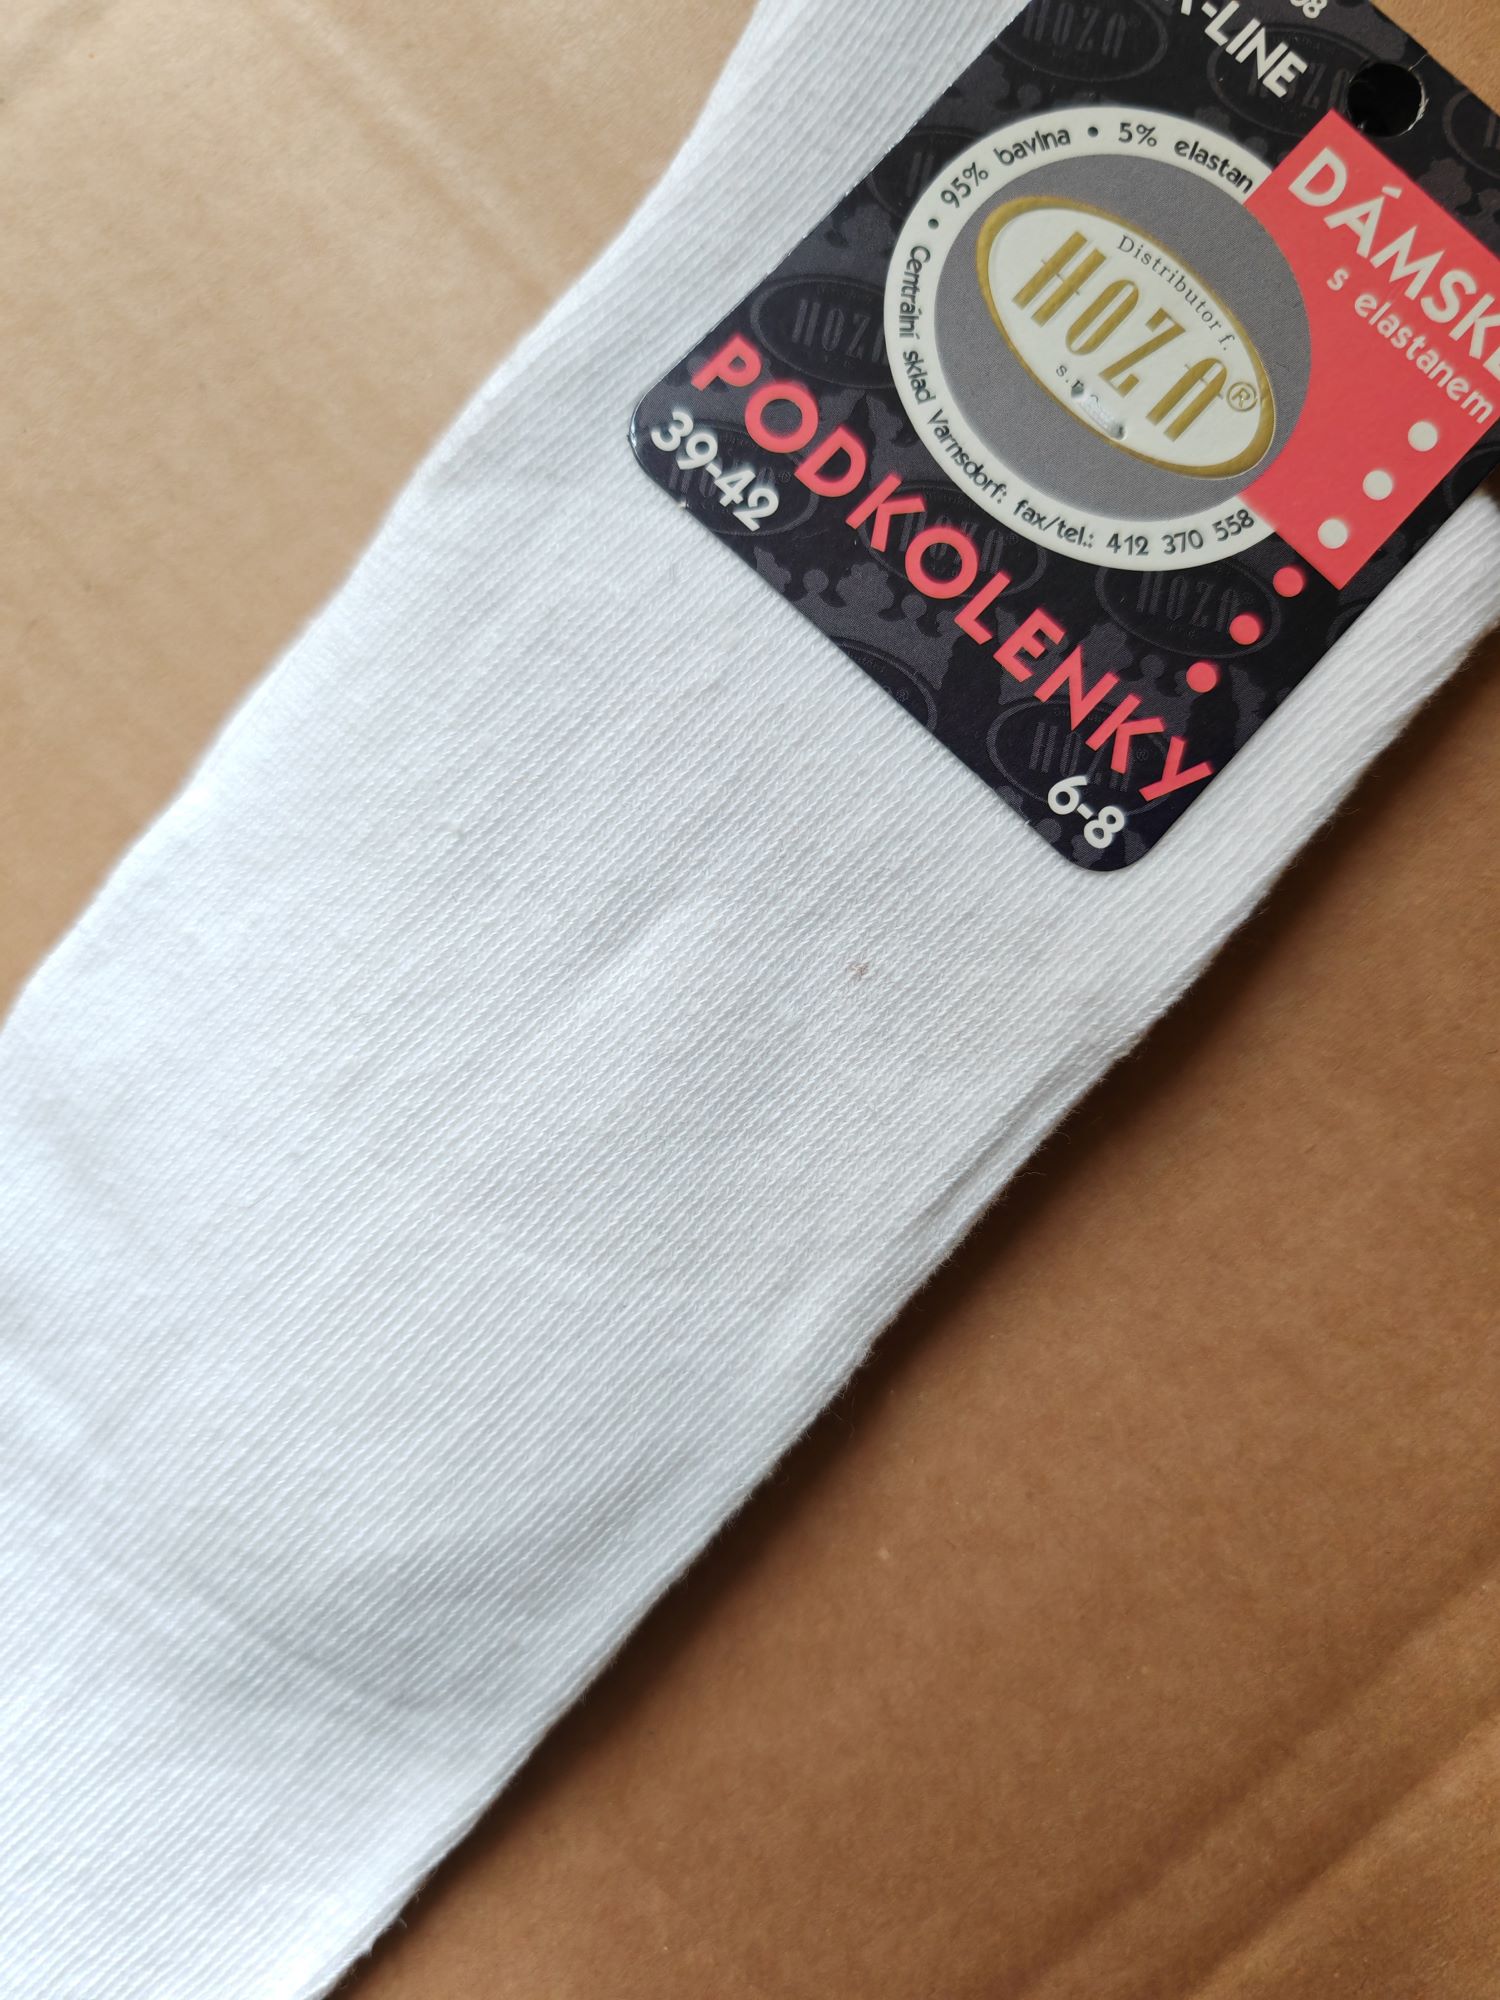 -LINE
DÁMSKÉ
s elastanem
• 95% bavlna • 5% elastan
Distributor f.
HOZA®
Centrální sklad Varnsdorf: fax/tel.: 412 370 558
PODKOLENKY
39-42
6-8